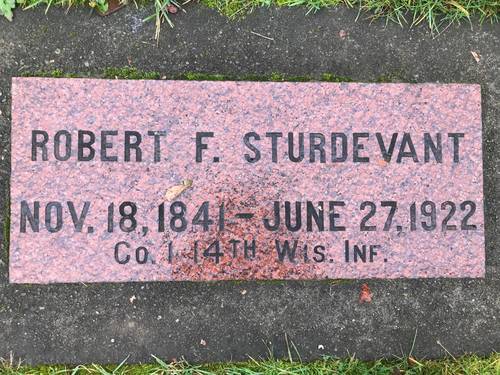 ROBERT F. STURDEVANT
NOV. 18, 1841 – JUNE 27, 1922
CO. I 14TH WIS. INF.